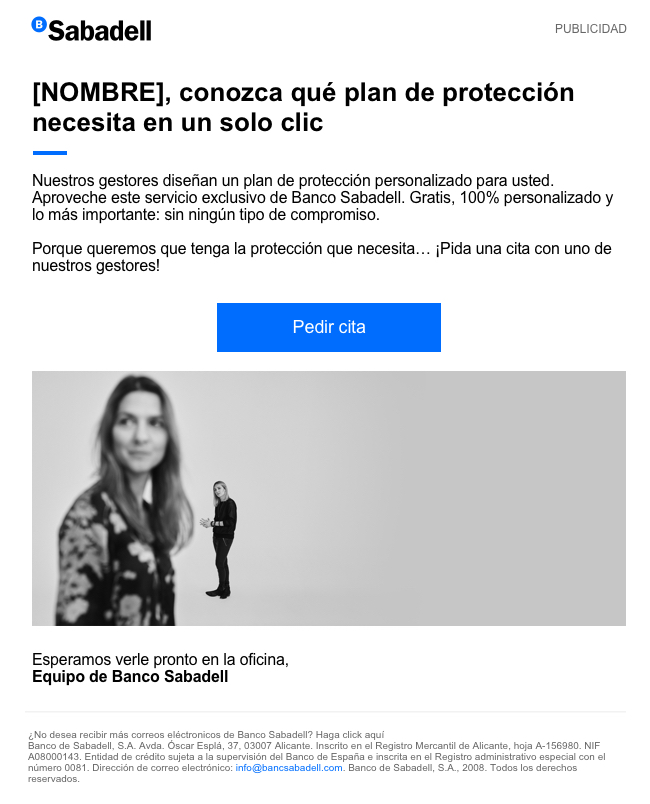 B Sabadell
PUBLICIDAD
[NOMBRE], conozca qué plan de protección
necesita en un solo clic
Nuestros gestores diseñan un plan de protección personalizado para usted.
Aproveche este servicio exclusivo de Banco Sabadell. Gratis, 100% personalizado y
lo más importante: sin ningún tipo de compromiso.
Porque queremos que tenga la protección que necesita… ¡Pida una cita con uno de
nuestros gestores!
Pedir cita
Esperamos verle pronto en la oficina,
Equipo de Banco Sabadell
¿No desea recibir más correos eléctronicos de Banco Sabadell? Haga click aquí
Banco de Sabadell, S.A. Avda. Óscar Esplá, 37, 03007 Alicante. Inscrito en el Registro Mercantil de Alicante, hoja A-156980. NIF
A08000143. Entidad de crédito sujeta a la supervisión del Banco de España e inscrita en el Registro administrativo especial con el
número 0081. Dirección de correo electrónico: info@bancsabadell.com. Banco de Sabadell, S.A., 2008. Todos los derechos
reservados.